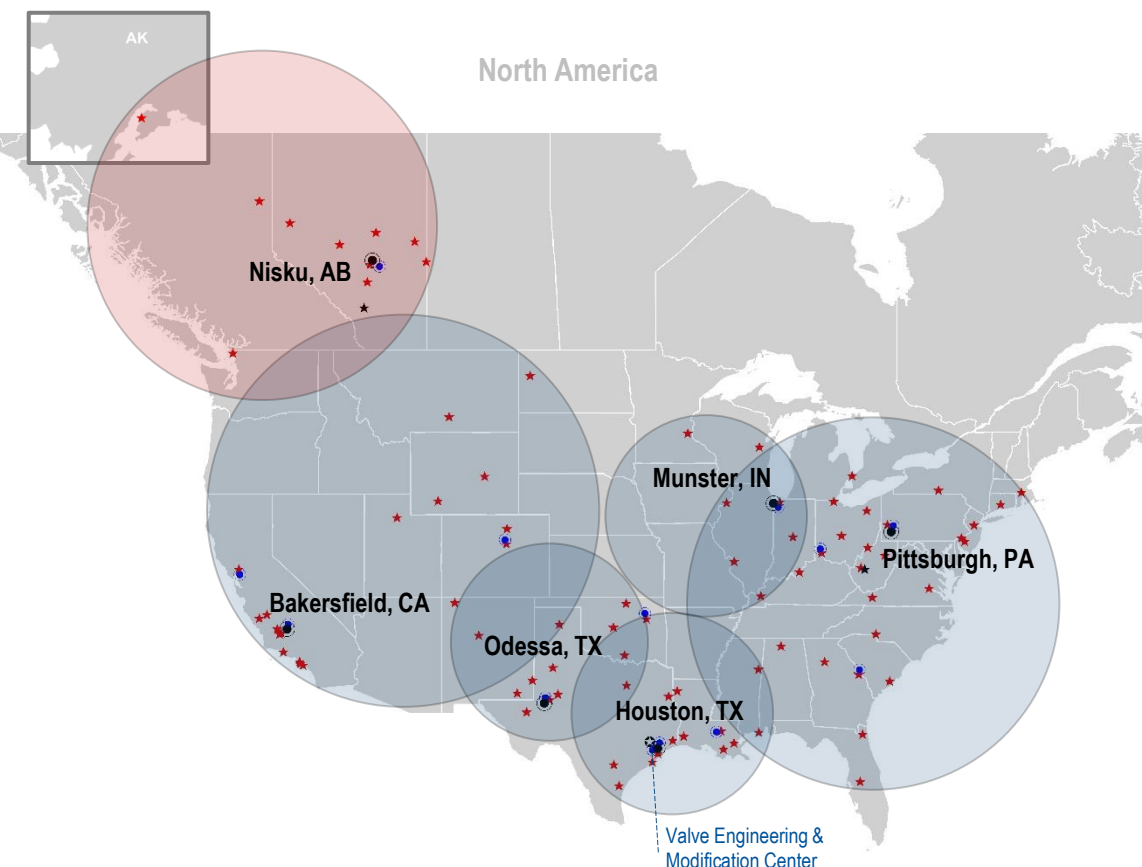 AK
North America
Nisku, AB
Munster, IN
Pittsburgh, PA
Bakersfield, CA
Odessa, TX
Houston, TX
Valve Engineering &
Modification Center